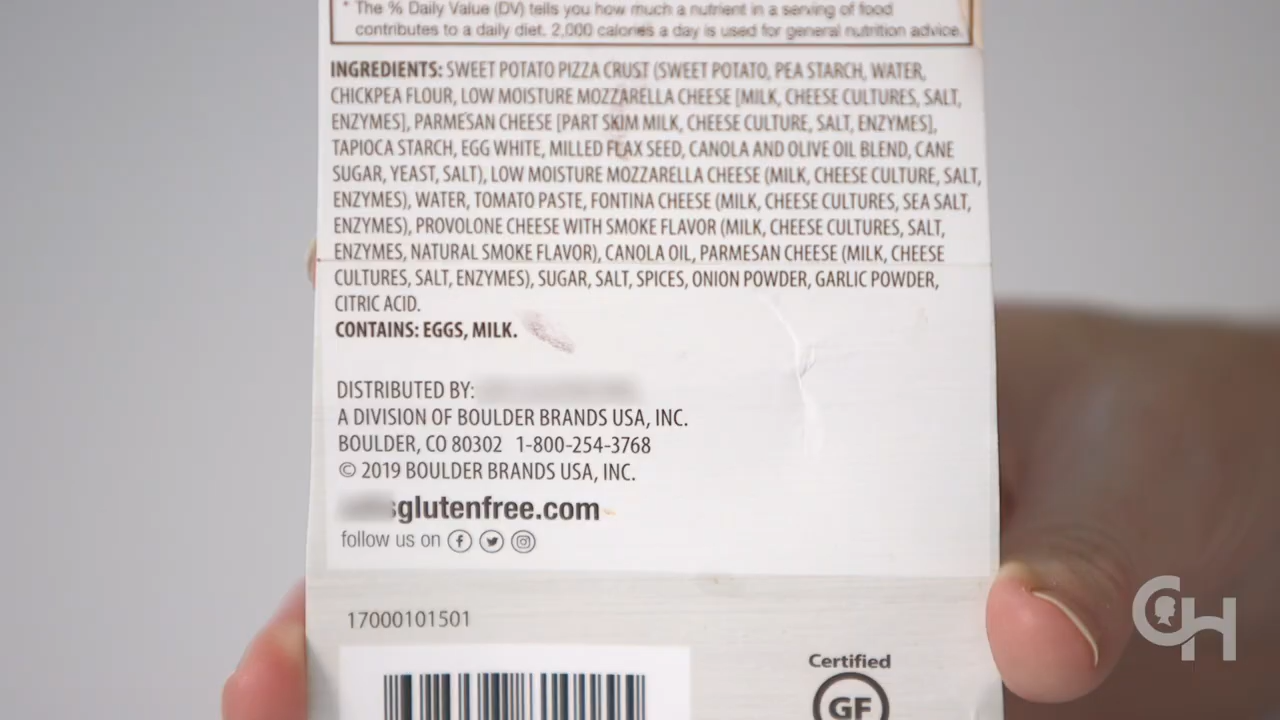 * The % Daily Value (DV) tells you how much a nutrient in a serving of food
contributes to a daily diet. 2,000 calories a day is used for general nutrition advice.
INGREDIENTS: SWEET POTATO PIZZA CRUST (SWEET POTATO, PEA STARCH, WATER,
CHICKPEA FLOUR, LOW MOISTURE MOZZARELLA CHEESE [MILK, CHEESE CULTURES, SALT,
ENZYMES], PARMESAN CHEESE [PART SKIM MILK, CHEESE CULTURE, SALT, ENZYMES],
TAPIOCA STARCH, EGG WHITE, MILLED FLAX SEED, CANOLA AND OLIVE OIL BLEND, CANE
SUGAR, YEAST, SALT), LOW MOISTURE MOZZARELLA CHEESE (MILK, CHEESE CULTURE, SALT,
ENZYMES), WATER, TOMATO PASTE, FONTINA CHEESE (MILK, CHEESE CULTURES, SEA SALT,
ENZYMES), PROVOLONE CHEESE WITH SMOKE FLAVOR (MILK, CHEESE CULTURES, SALT,
ENZYMES, NATURAL SMOKE FLAVOR), CANOLA OIL, PARMESAN CHEESE (MILK, CHEESE
CULTURES, SALT, ENZYMES), SUGAR, SALT, SPICES, ONION POWDER, GARLIC POWDER,
CITRIC ACID.
CONTAINS: EGGS, MILK.
DISTRIBUTED BY:
A DIVISION OF BOULDER BRANDS USA, INC.
BOULDER, CO 80302 1-800-254-3768
© 2019 BOULDER BRANDS USA, INC.
sglutenfree.com
follow us on
17000101501
Certified
GF
CH